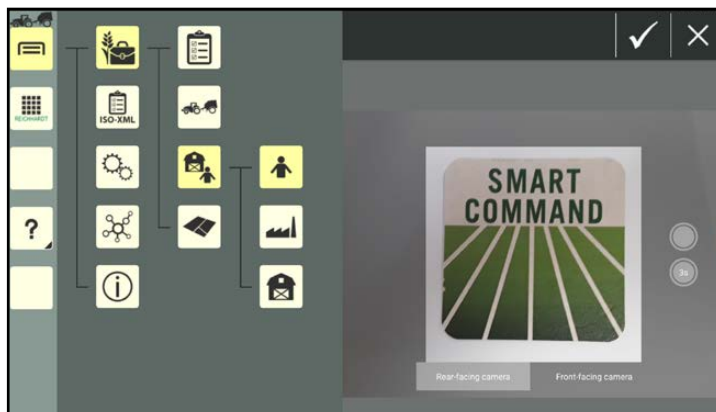 REICHHARDT
ISO-XML
?
i
SMART
COMMAND
3s
Rear-facing camera
Front-facing camera